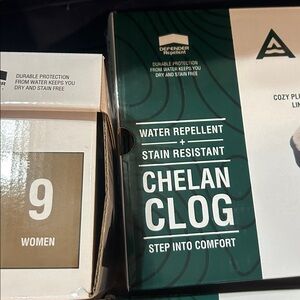 DURABLE PROTECTION
FROM WATER KEEPS YOU
DRY AND STAIN FREE
9
WOMEN
DEFENDER
Repellent
DURABLE PROTECTION
FROM WATER KEEPS YOU
DRY AND STAIN FREE
WATER REPELLENT
+
STAIN RESISTANT
CHELAN
CLOG
STEP INTO COMFORT
COZY PL
LIN